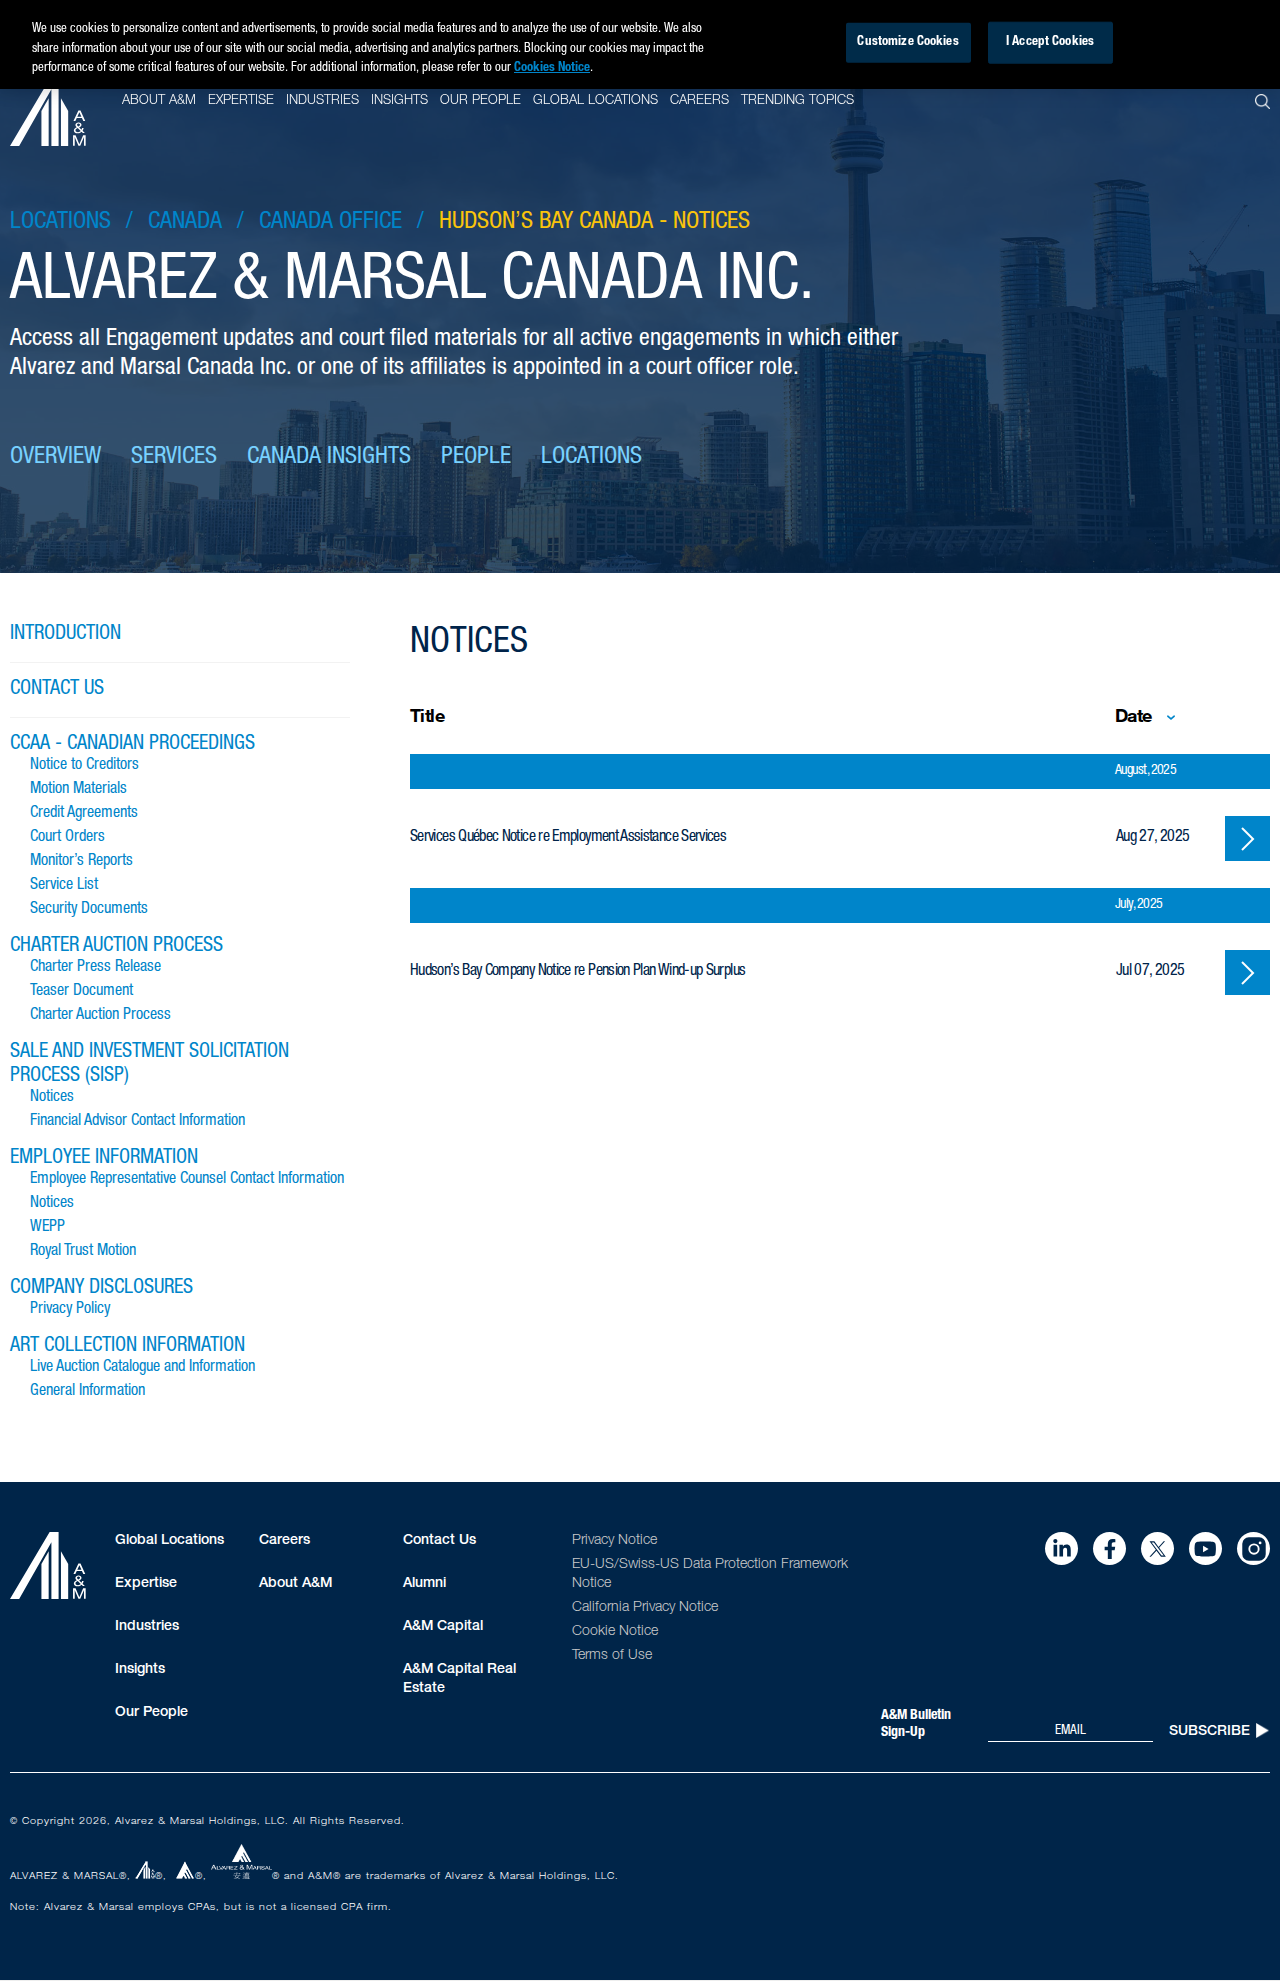 We use cookies to personalize content and advertisements, to provide social media features and to analyze the use of our website. We also
share information about your use of our site with our social media, advertising and analytics partners. Blocking our cookies may impact the
performance of some critical features of our website. For additional information, please refer to our Cookies Notice.
Customize Cookies
I Accept Cookies
A & M
ABOUT A&M EXPERTISE INDUSTRIES INSIGHTS OUR PEOPLE GLOBAL LOCATIONS CAREERS TRENDING TOPICS
LOCATIONS / CANADA / CANADA OFFICE / HUDSON’S BAY CANADA - NOTICES
ALVAREZ & MARSAL CANADA INC.
Access all Engagement updates and court filed materials for all active engagements in which either
Alvarez and Marsal Canada Inc. or one of its affiliates is appointed in a court officer role.
OVERVIEW SERVICES CANADA INSIGHTS PEOPLE LOCATIONS
INTRODUCTION
CONTACT US
CCAA - CANADIAN PROCEEDINGS
Notice to Creditors
Motion Materials
Credit Agreements
Court Orders
Monitor’s Reports
Service List
Security Documents
CHARTER AUCTION PROCESS
Charter Press Release
Teaser Document
Charter Auction Process
SALE AND INVESTMENT SOLICITATION
PROCESS (SISP)
Notices
Financial Advisor Contact Information
EMPLOYEE INFORMATION
Employee Representative Counsel Contact Information
Notices
WEPP
Royal Trust Motion
COMPANY DISCLOSURES
Privacy Policy
ART COLLECTION INFORMATION
Live Auction Catalogue and Information
General Information
NOTICES
Title Date
August, 2025
Services Québec Notice re Employment Assistance Services Aug 27, 2025
July, 2025
Hudson’s Bay Company Notice re Pension Plan Wind-up Surplus Jul 07, 2025
A & M
Global Locations
Expertise
Industries
Insights
Our People
Careers
About A&M
Contact Us
Alumni
A&M Capital
A&M Capital Real
Estate
Privacy Notice
EU-US/Swiss-US Data Protection Framework
Notice
California Privacy Notice
Cookie Notice
Terms of Use
A&M Bulletin
Sign-Up
EMAIL
SUBSCRIBE
© Copyright 2026, Alvarez & Marsal Holdings, LLC. All Rights Reserved.
ALVAREZ & MARSAL®, ®, ®, ALVAREZ & MARSAL 安迈 ® and A&M® are trademarks of Alvarez & Marsal Holdings, LLC.
Note: Alvarez & Marsal employs CPAs, but is not a licensed CPA firm.